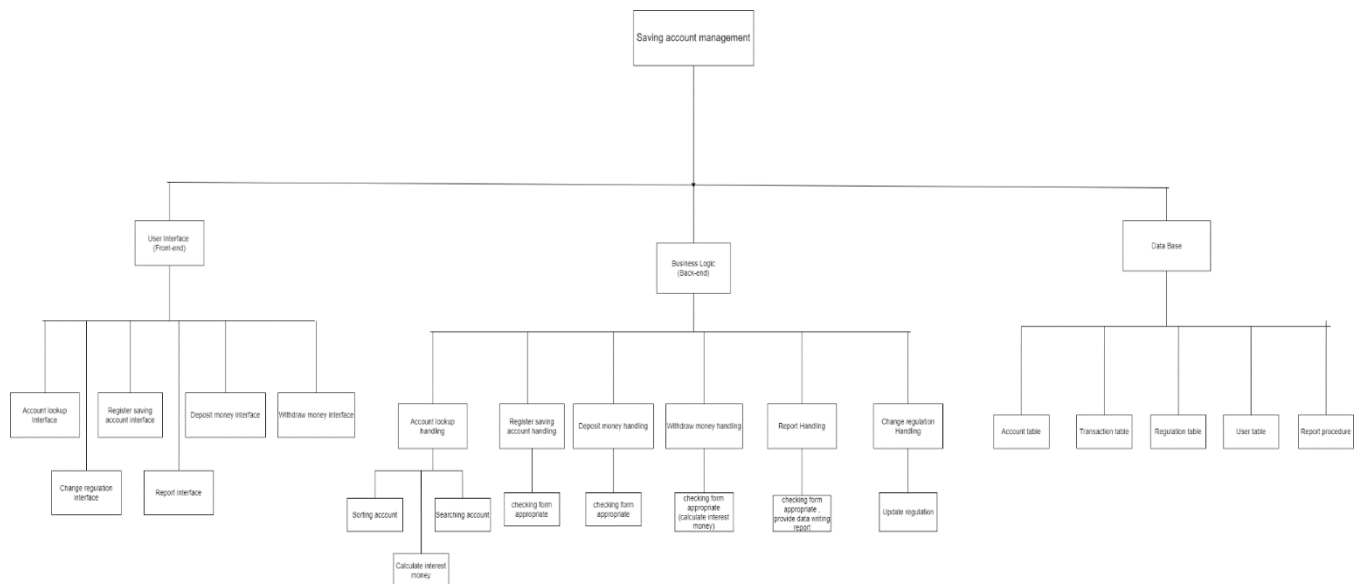 Saving account management
User Interface
(Front-end)
Business Logic
(Back-end)
Data Base
Account lookup
Interface
Register saving
account interface
Deposit money interface
Withdraw money interface
Change regulation
interface
Report interface
Account lookup
handling
Register saving
account handling
Deposit money handling
Withdraw money handling
Report Handling
Change regulation
Handling
Sorting account
Searching account
Calculate interest
money
checking form
appropriate
checking form
appropriate
checking form
appropriate
(calculate interest
money)
checking form
appropriate ,
provide data writing
report
Update regulation
Account table
Transaction table
Regulation table
User table
Report procedure